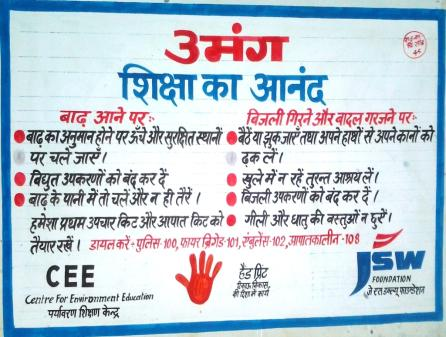 उमंग
शिक्षा का आनंद
बाढ़ आने पर:-
बाढ़ का अनुमान होने पर ऊँचे और सुरक्षित स्थानों
पर चले जाएँ।
विद्युत उपकरणों को बंद कर दें
बाढ़ के पानी में न तो चलें और न ही तैरें।
हमेशा प्रथम उपचार किट और आपात किट को
तैयार रखें।
बिजली गिरने और बादल गरजने पर:-
बैठें या झुक जाएँ तथा अपने हाथों से अपने कानों को
ढ़क लें।
खुले में न रहें तुरन्त आश्रय लें।
बिजली उपकरणों को बंद कर दें।
गीली और धातु की वस्तुओं न छुएँ।
डायल करें- पुलिस-100, फायर ब्रिगेड-101, एंबुलेंस-102, आपातकालीन-108
CEE
Centre For Environment Education
पर्यावरण शिक्षण केन्द्र
हैंड प्रिंट
की दिशा में कार्य
JSW
FOUNDATION
जे एस डब्ल्यू फाउन्डेशन